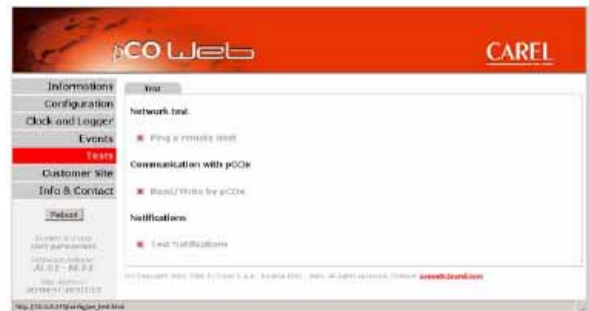 pCO Web
CAREL
Informations
Configuration
Clock and Logger
Events
Tests
Customer Site
Info & Contact
Reboot
Test
Network test
Ping a remote host
Communication with pCOx
Read/Write by pCOx
Notifications
Test Notifications